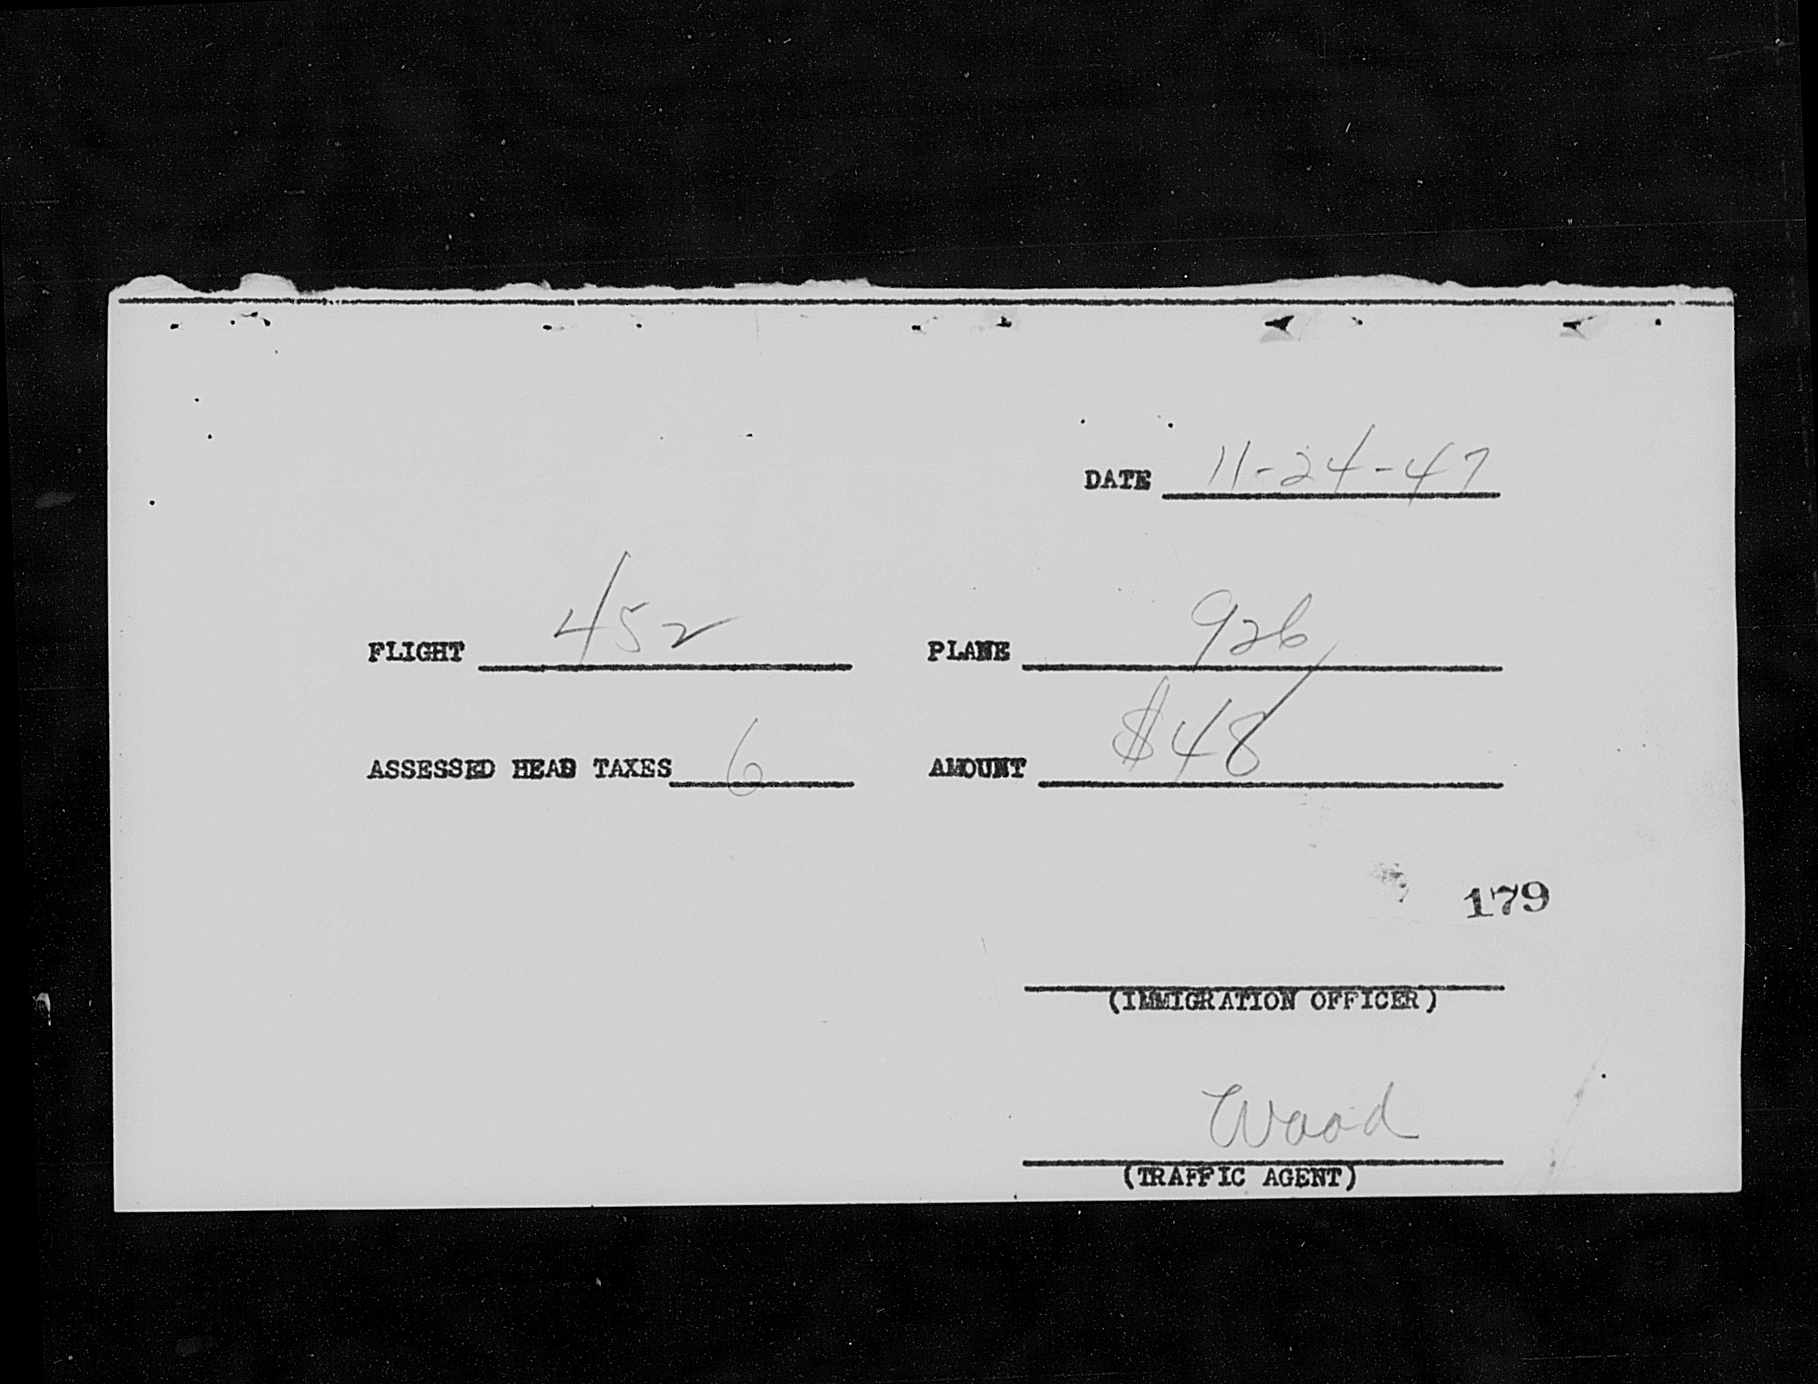 DATE 11-24-47
FLIGHT 452 PLANE 926
ASSESSED HEAD TAXES 6 AMOUNT $48
179
(IMMIGRATION OFFICER)
Wood
(TRAFFIC AGENT)